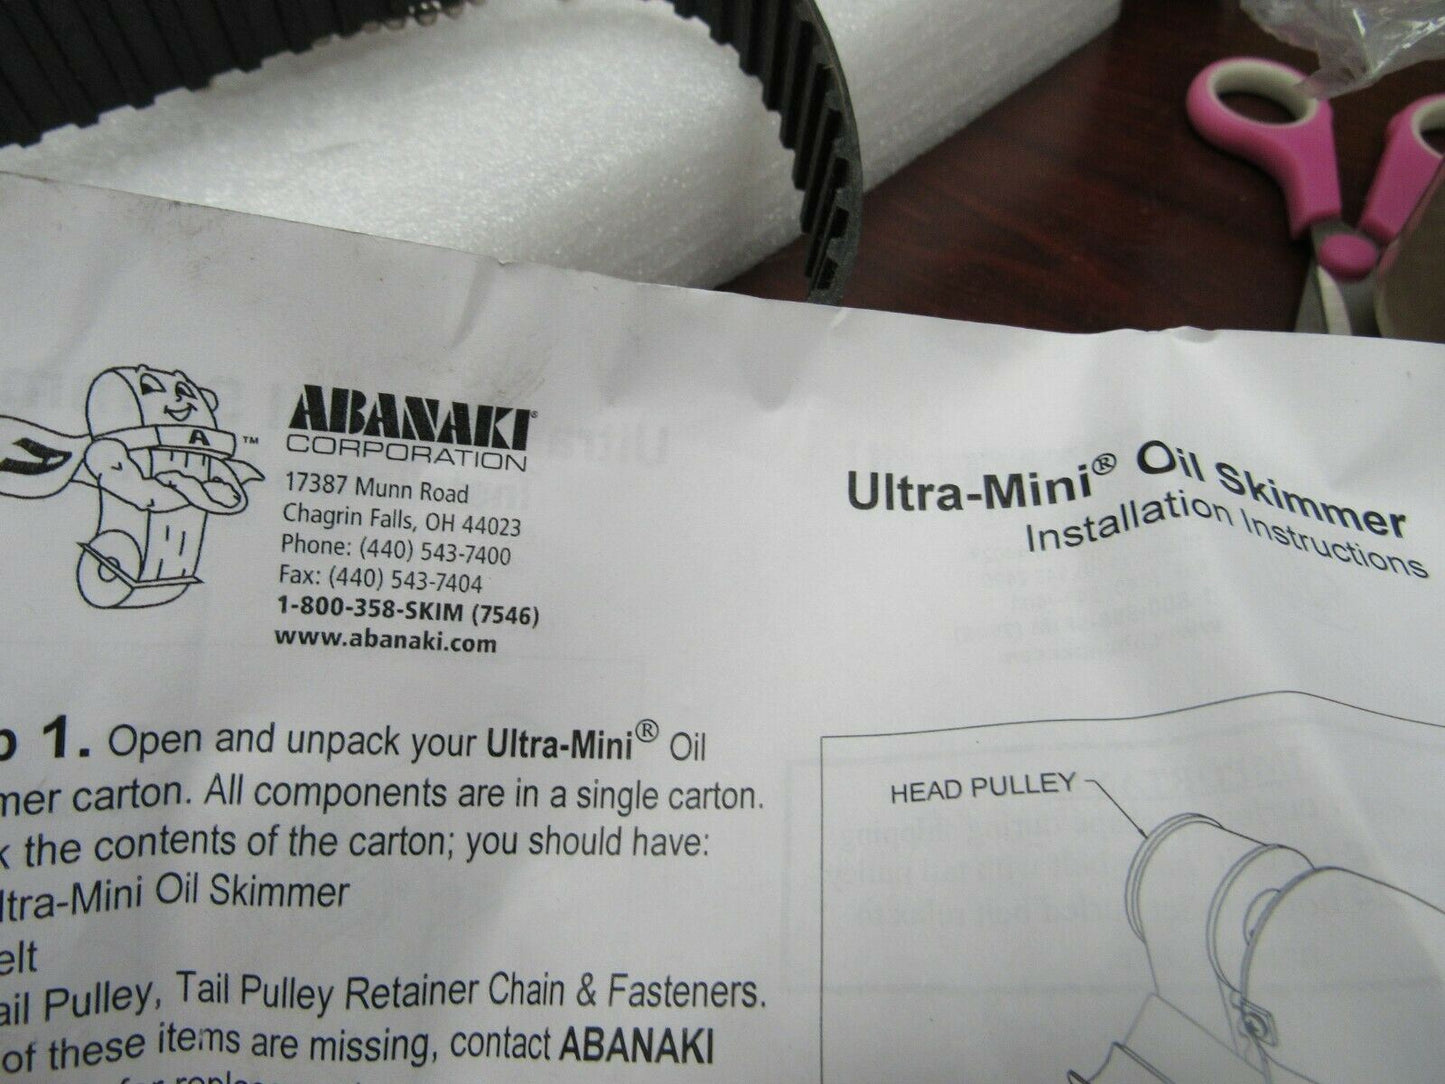 A ™
ABANAKI®
CORPORATION
17387 Munn Road
Chagrin Falls, OH 44023
Phone: (440) 543-7400
Fax: (440) 543-7404
1-800-358-SKIM (7546)
www.abanaki.com
Ultra-Mini® Oil Skimmer
Installation Instructions
p 1. Open and unpack your Ultra-Mini® Oil
mer carton. All components are in a single carton.
k the contents of the carton; you should have:
ltra-Mini Oil Skimmer
elt
ail Pulley, Tail Pulley Retainer Chain & Fasteners.
of these items are missing, contact ABANAKI
HEAD PULLEY